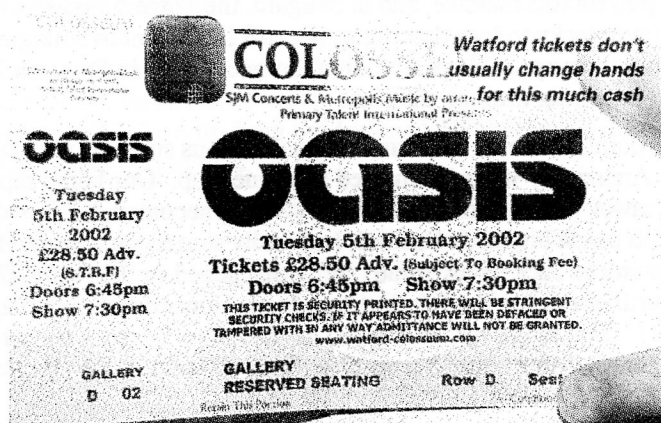 COLOSSEUM
Watford tickets don't
usually change hands
for this much cash
COLOSSE
SJM Concerts & Metropolis Music by arran
Primary Talent International Presents
OASIS
Tuesday
5th February
2002
£28.50 Adv.
(S.T.B.F)
Doors 6:45pm
Show 7:30pm
GALLERY
D 02
OASIS
Tuesday 5th February 2002
Tickets £28.50 Adv. (Subject To Booking Fee)
Doors 6:45pm Show 7:30pm
THIS TICKET IS SECURITY PRINTED. THERE WILL BE STRINGENT
SECURITY CHECKS. IF IT APPEARS TO HAVE BEEN DEFACED OR
TAMPERED WITH IN ANY WAY ADMITTANCE WILL NOT BE GRANTED.
www.watford-colosseum.com
GALLERY
RESERVED SEATING Row D Seat
Retain This Portion